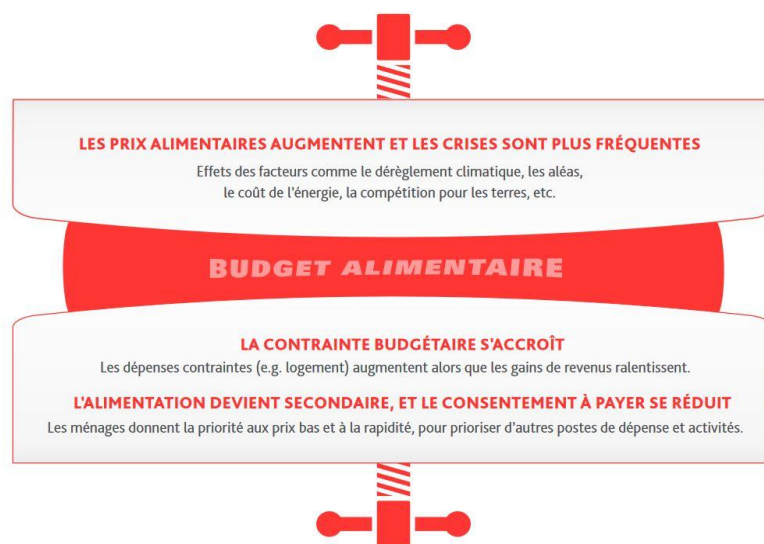 LES PRIX ALIMENTAIRES AUGMENTENT ET LES CRISES SONT PLUS FRÉQUENTES
Effets des facteurs comme le dérèglement climatique, les aléas,
le coût de l'énergie, la compétition pour les terres, etc.
BUDGET ALIMENTAIRE
LA CONTRAINTE BUDGÉTAIRE S'ACCROÎT
Les dépenses contraintes (e.g. logement) augmentent alors que les gains de revenus ralentissent.
L'ALIMENTATION DEVIENT SECONDAIRE, ET LE CONSENTEMENT À PAYER SE RÉDUIT
Les ménages donnent la priorité aux prix bas et à la rapidité, pour prioriser d'autres postes de dépense et activités.